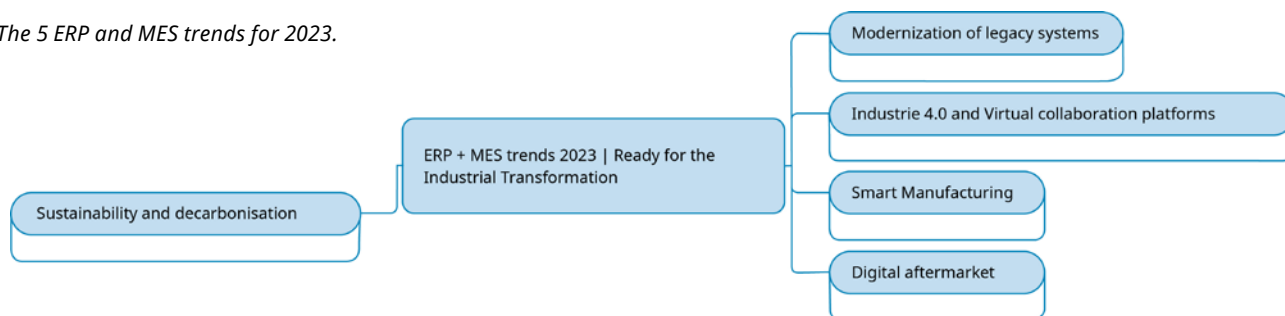 The 5 ERP and MES trends for 2023.
Modernization of legacy systems
Industrie 4.0 and Virtual collaboration platforms
ERP + MES trends 2023 | Ready for the
Industrial Transformation
Smart Manufacturing
Sustainability and decarbonisation
Digital aftermarket